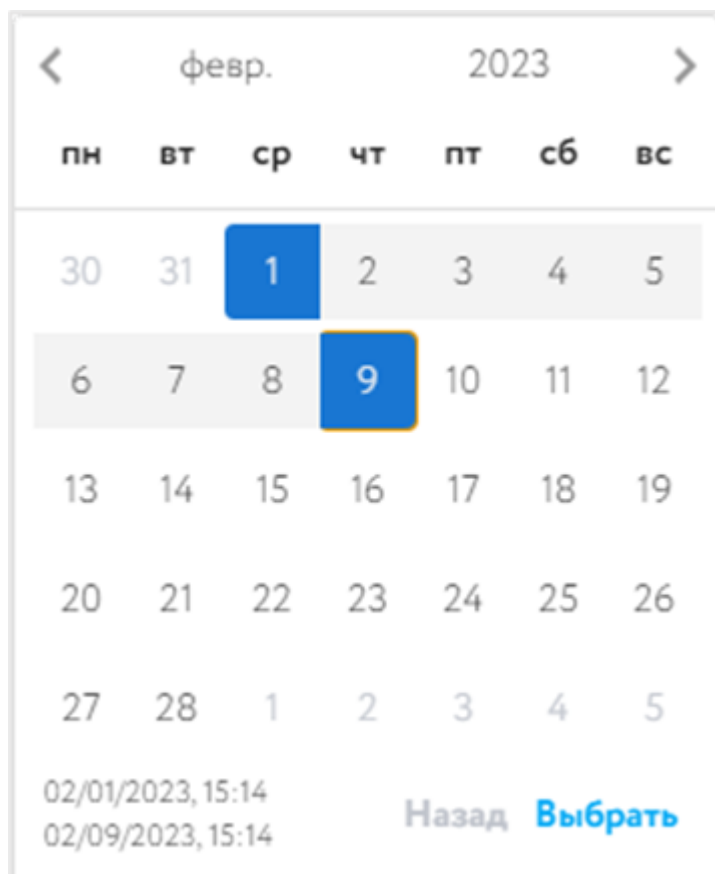 февр. 2023
пн вт ср чт пт сб вс
30 31 1 2 3 4 5
6 7 8 9 10 11 12
13 14 15 16 17 18 19
20 21 22 23 24 25 26
27 28 1 2 3 4 5
02/01/2023, 15:14
02/09/2023, 15:14
Назад Выбрать